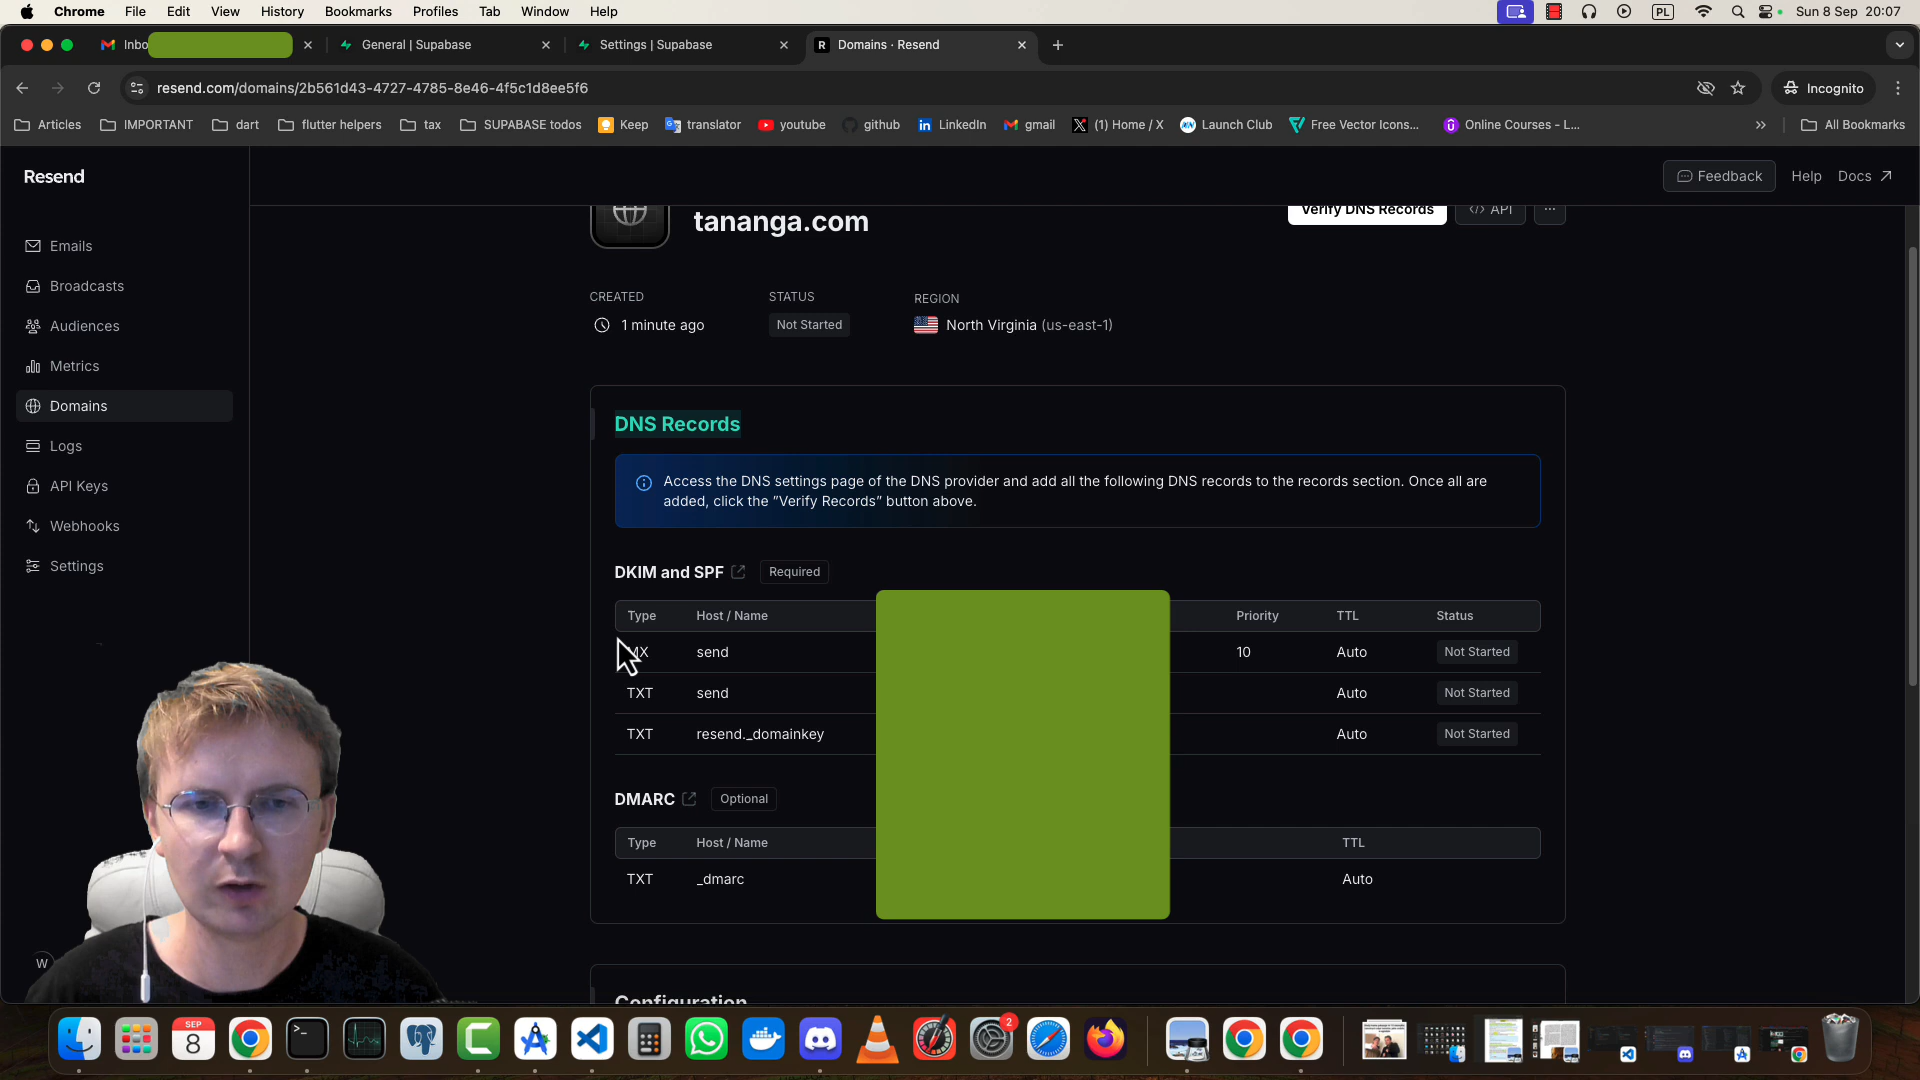 Chrome File Edit View History Bookmarks Profiles Tab Window Help PL Sun 8 Sep 20:07
Inbo General | Supabase Settings | Supabase R Domains · Resend
resend.com/domains/2b561d43-4727-4785-8e46-4f5c1d8ee5f6 Incognito
Articles IMPORTANT dart flutter helpers tax SUPABASE todos Keep translator youtube github LinkedIn gmail (1) Home / X Launch Club Free Vector Icons... Online Courses - L... » All Bookmarks
Resend Feedback Help Docs
tananga.com Verify DNS Records </> API ...
Emails
Broadcasts
Audiences
Metrics
Domains
Logs
API Keys
Webhooks
Settings
CREATED STATUS REGION
1 minute ago Not Started North Virginia (us-east-1)
DNS Records
Access the DNS settings page of the DNS provider and add all the following DNS records to the records section. Once all are
added, click the "Verify Records" button above.
DKIM and SPF Required
Type Host / Name Priority TTL Status
MX send 10 Auto Not Started
TXT send Auto Not Started
TXT resend._domainkey Auto Not Started
DMARC Optional
Type Host / Name TTL
TXT _dmarc Auto
W
Configuration
SEP
8
2